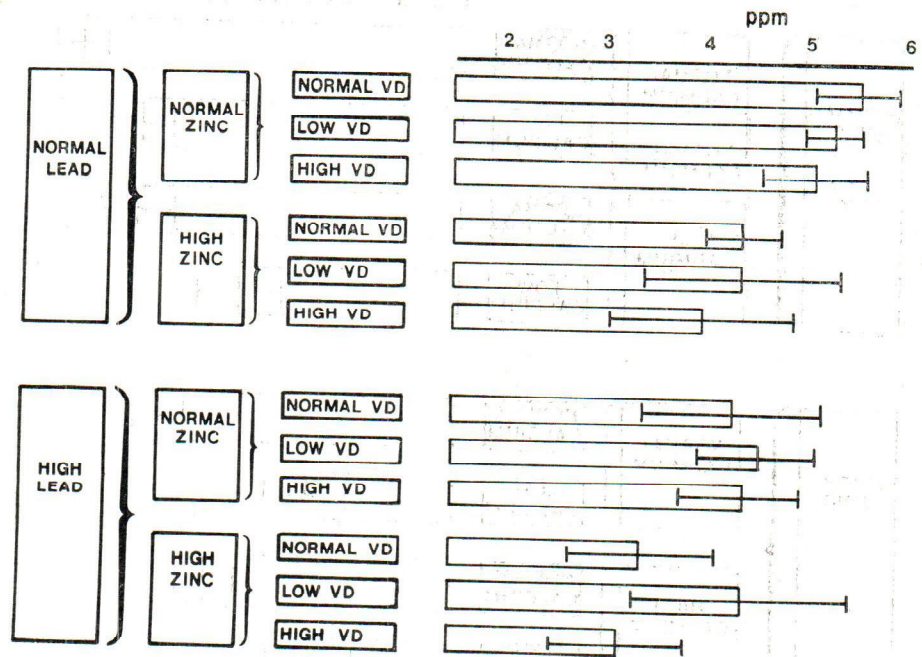 ppm
2 3 4 5 6
NORMAL LEAD
NORMAL ZINC
NORMAL VD
LOW VD
HIGH VD
HIGH ZINC
NORMAL VD
LOW VD
HIGH VD
HIGH LEAD
NORMAL ZINC
NORMAL VD
LOW VD
HIGH VD
HIGH ZINC
NORMAL VD
LOW VD
HIGH VD